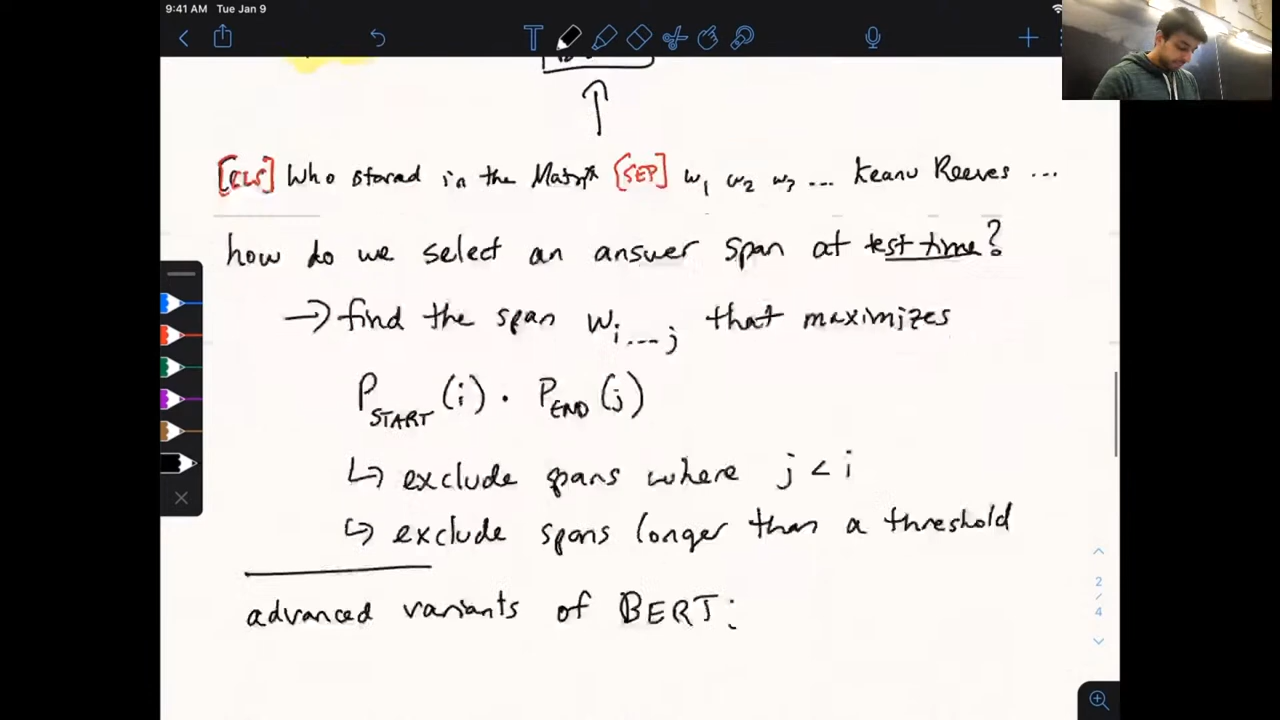 9:41 AM Tue Jan 9
[CLS] Who starred in the Matrix [SEP] w1 w2 w3 ... Keanu Reeves ...
how do we select an answer span at test time?
→ find the span wi...j that maximizes
PSTART(i) · PEND(j)
↳ exclude spans where j < i
↳ exclude spans longer than a threshold
advanced variants of BERT:
2
/
4